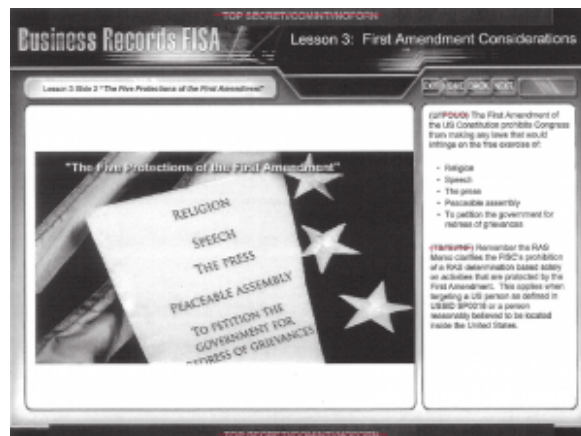 TOP SECRET//COMINT//NOFORN
Business Records FISA
Lesson 3: First Amendment Considerations
Lesson 3 Slide 2 "The Five Protections of the First Amendment"
EXIT
BACK
NEXT
"The Five Protections of the First Amendment"
RELIGION
SPEECH
THE PRESS
PEACEABLE ASSEMBLY
TO PETITION THE
GOVERNMENT FOR
REDRESS OF GRIEVANCES
(U//FOUO) The First Amendment of
the US Constitution prohibits Congress
from making any laws that would
infringe on the free exercise of:
- Religion
- Speech
- The press
- Peaceable assembly
- To petition the government for
redress of grievances
Remember the RAS
Memo clarifies the FISC's prohibition
of a RAS determination based solely
on activities that are protected by the
First Amendment. This applies when
targeting a US person as defined in
USSID SP0018 or a person
reasonably believed to be located
inside the United States.
TOP SECRET//COMINT//NOFORN